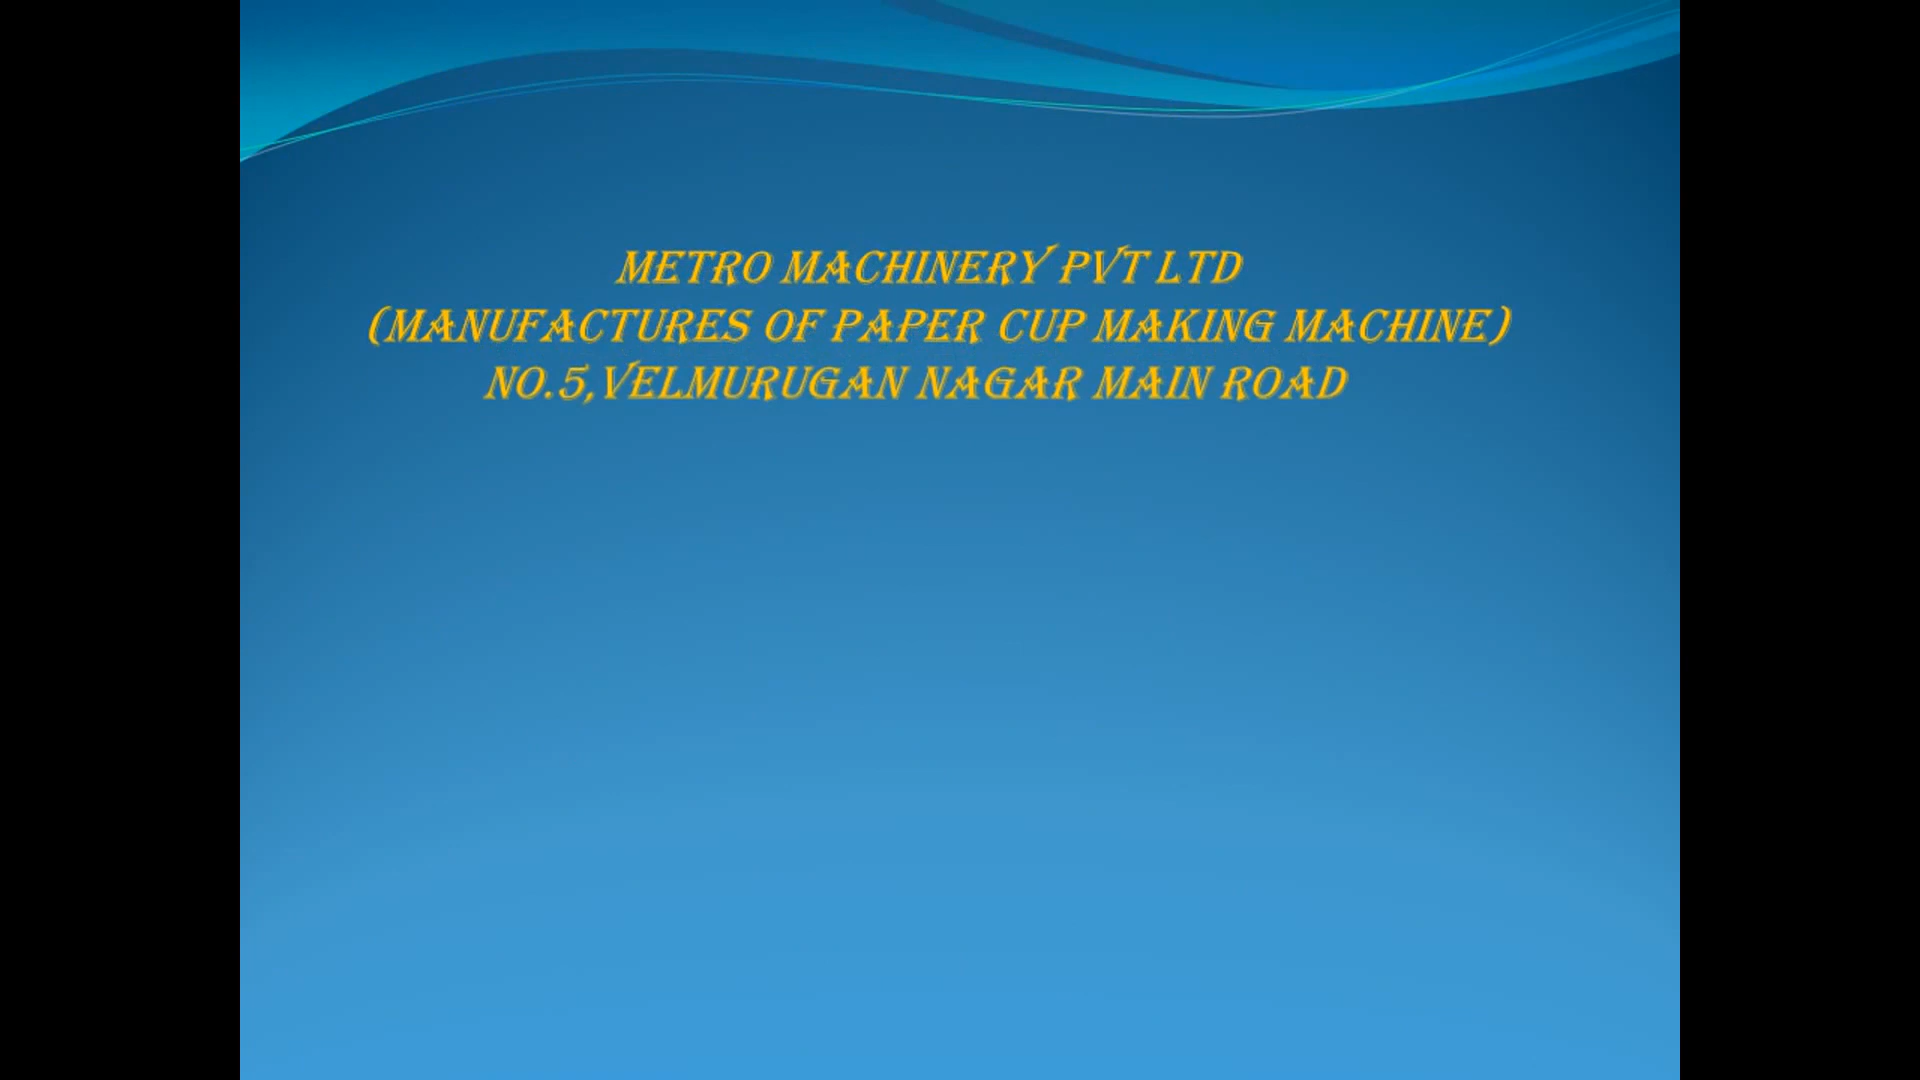 METRO MACHINERY PVT LTD
(MANUFACTURES OF PAPER CUP MAKING MACHINE)
NO.5,VELMURUGAN NAGAR MAIN ROAD